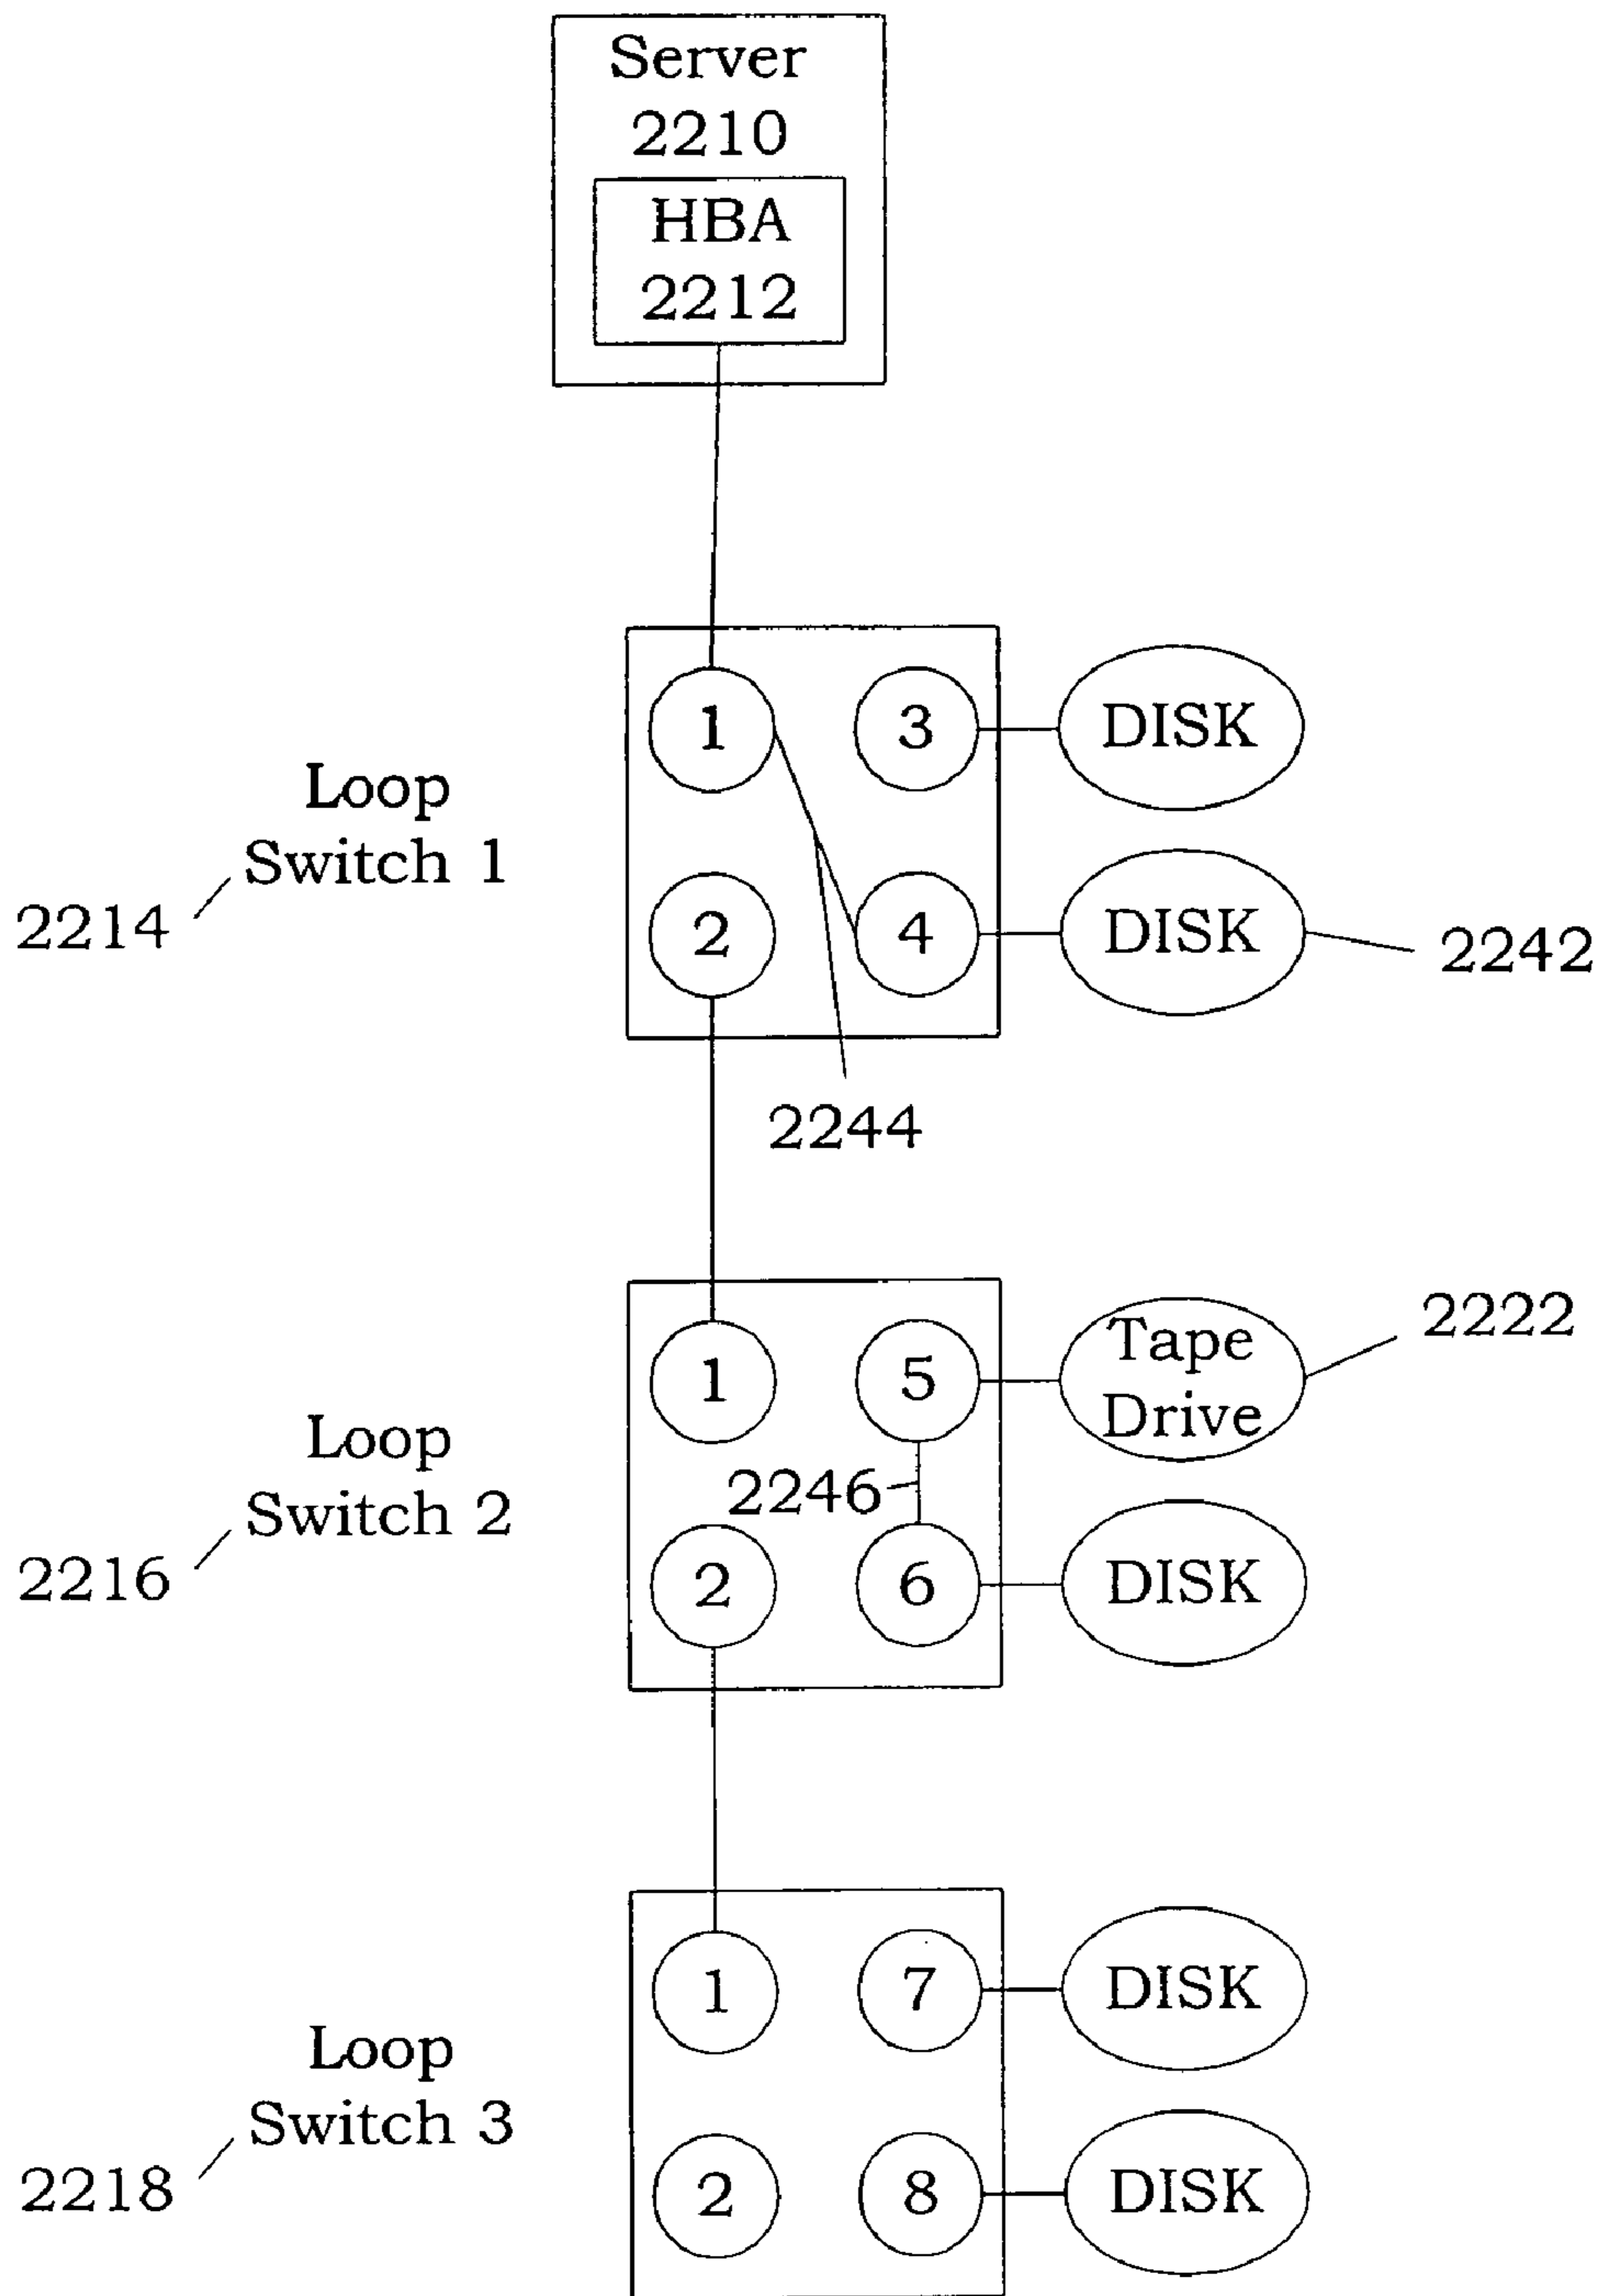 Server
2210
HBA
2212
1
3
DISK
Loop
Switch 1
2214
2
4
DISK
2242
2244
1
5
Tape
Drive
2222
Loop
Switch 2
2216
2246
2
6
DISK
1
7
DISK
Loop
Switch 3
2218
2
8
DISK